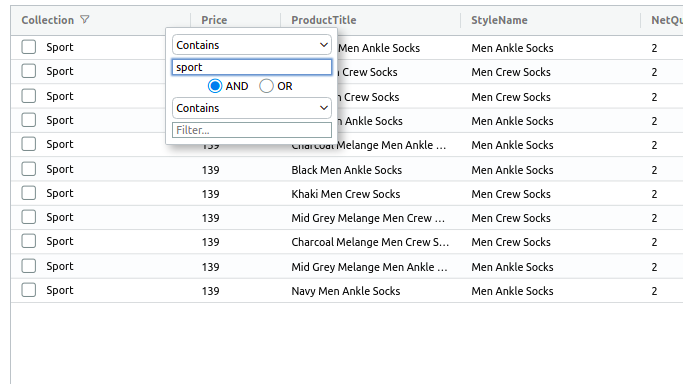 Collection Price ProductTitle StyleName NetQu
Sport Men Ankle Socks Men Ankle Socks 2
Sport Crew Socks Men Crew Socks 2
Sport Crew Socks Men Crew Socks 2
Sport Ankle Socks Men Ankle Socks 2
Sport 139 Charcoal Melange Men Ankle ... Men Ankle Socks 2
Sport 139 Black Men Ankle Socks Men Ankle Socks 2
Sport 139 Khaki Men Crew Socks Men Crew Socks 2
Sport 139 Mid Grey Melange Men Crew ... Men Crew Socks 2
Sport 139 Charcoal Melange Men Crew S... Men Crew Socks 2
Sport 139 Mid Grey Melange Men Ankle ... Men Ankle Socks 2
Sport 139 Navy Men Ankle Socks Men Ankle Socks 2
Contains
sport
AND OR
Contains
Filter...